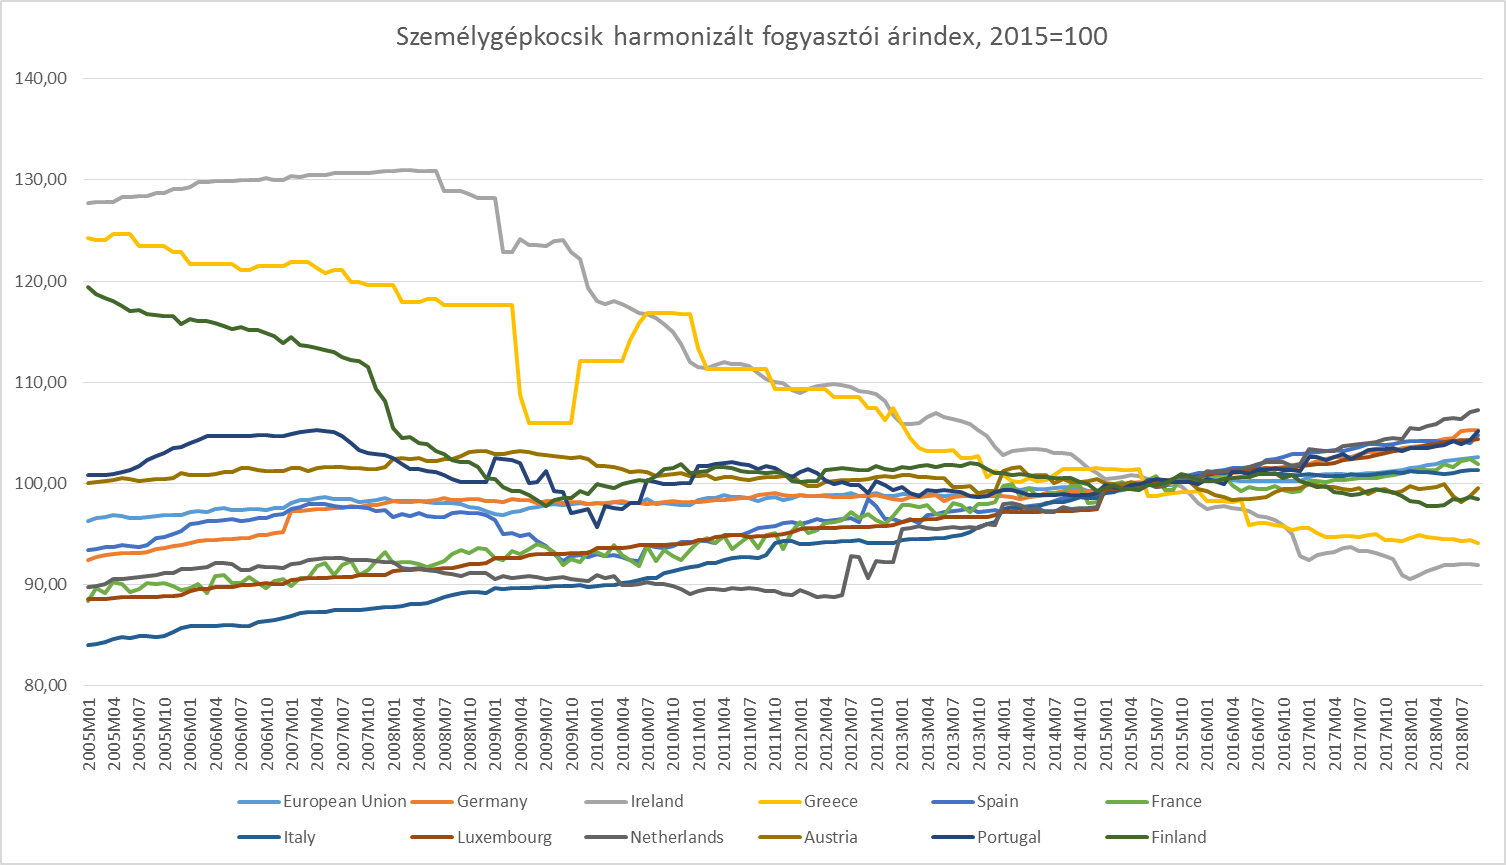 Személygépkocsik harmonizált fogyasztói árindex, 2015=100
140,00
130,00
120,00
110,00
100,00
90,00
80,00
2005M01
2005M04
2005M07
2005M10
2006M01
2006M04
2006M07
2006M10
2007M01
2007M04
2007M07
2007M10
2008M01
2008M04
2008M07
2008M10
2009M01
2009M04
2009M07
2009M10
2010M01
2010M04
2010M07
2010M10
2011M01
2011M04
2011M07
2011M10
2012M01
2012M04
2012M07
2012M10
2013M01
2013M04
2013M07
2013M10
2014M01
2014M04
2014M07
2014M10
2015M01
2015M04
2015M07
2015M10
2016M01
2016M04
2016M07
2016M10
2017M01
2017M04
2017M07
2017M10
2018M01
2018M04
2018M07
European Union Germany Ireland Greece Spain France
Italy Luxembourg Netherlands Austria Portugal Finland